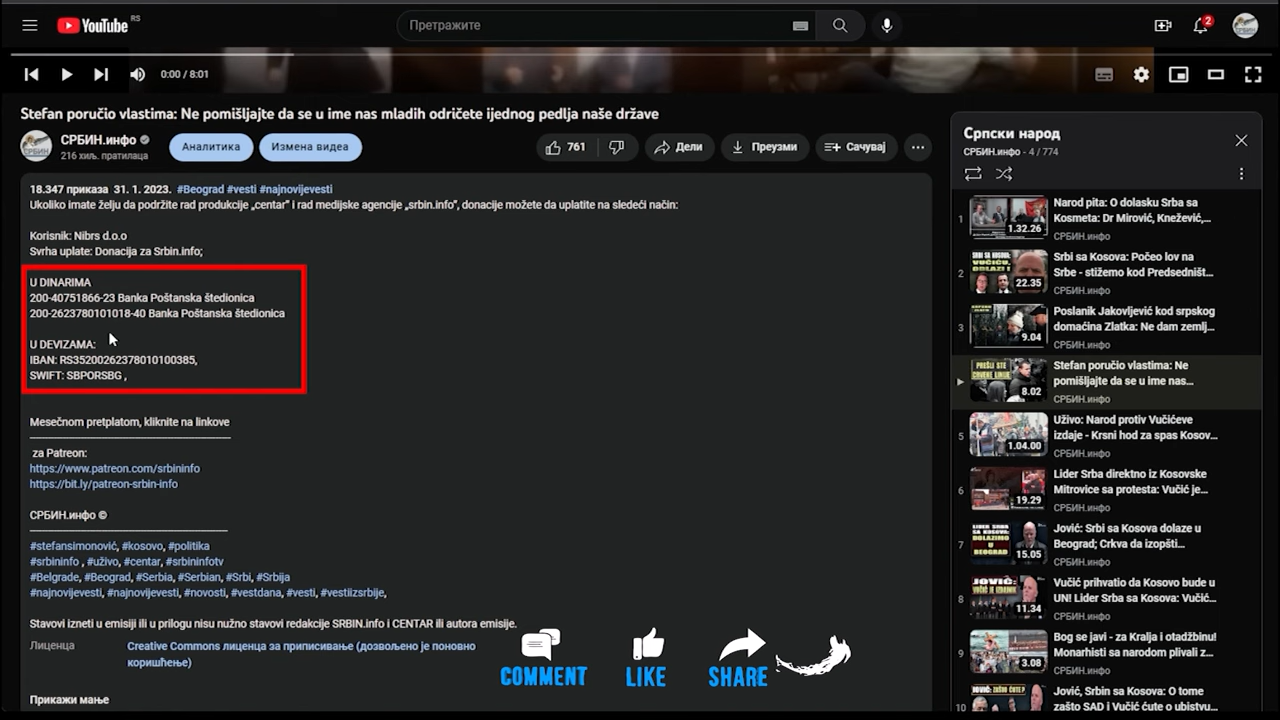 YouTube RS
Претражите
2
0:00 / 8:01
Stefan poručio vlastima: Ne pomišljajte da se u ime nas mladih odričete ijednog pedlja naše države
СРБИН.инфо
216 хиљ. пратилаца
Аналитика
Измена видеа
761
Дели
Преузми
Сачувај
18.347 приказа 31. 1. 2023. #Beograd #vesti #najnovijevesti
Ukoliko imate želju da podržite rad produkcije „centar" i rad medijske agencije „srbin.info", donacije možete da uplatite na sledeći način:
Korisnik: Nibrs d.o.o
Svrha uplate: Donacija za Srbin.info;
U DINARIMA
200-40751866-23 Banka Poštanska štedionica
200-2623780101018-40 Banka Poštanska štedionica
U DEVIZAMA:
IBAN: RS35200262378010100385,
SWIFT: SBPORSBG ,
Mesečnom pretplatom, kliknite na linkove
za Patreon:
https://www.patreon.com/srbininfo
https://bit.ly/patreon-srbin-info
СРБИН.инфо ©
#stefansimonović, #kosovo, #politika
#srbininfo , #uživo, #centar, #srbininfotv
#Belgrade, #Beograd, #Serbia, #Serbian, #Srbi, #Srbija
#najnovijevesti, #najnovijevesti, #novosti, #vestdana, #vesti, #vestiizsrbije,
Stavovi izneti u emisiji ili u prilogu nisu nužno stavovi redakcije SRBIN.info i CENTAR ili autora emisije.
Лиценца
Creative Commons лиценца за приписивање (дозвољено је поновно
коришћење)
Прикажи мање
COMMENT
LIKE
SHARE
Српски народ
СРБИН.инфо - 4 / 774
1
1.32.26
Narod pita: O dolasku Srba sa
Kosmeta: Dr Mirović, Knežević,...
СРБИН.инфо
2
22.35
Srbi sa Kosova: Počeo lov na
Srbe - stižemo kod Predsedništ...
СРБИН.инфо
3
9.04
Poslanik Jakovljević kod srpskog
domaćina Zlatka: Ne dam zemlj...
СРБИН.инфо
PREŠLI STE
CRVENE LINIJE
8.02
Stefan poručio vlastima: Ne
pomišljajte da se u ime nas...
СРБИН.инфо
5
1.04.00
Uživo: Narod protiv Vučićeve
izdaje - Krsni hod za spas Kosov...
СРБИН.инфо
6
19.29
Lider Srba direktno iz Kosovske
Mitrovice sa protesta: Vučić je...
СРБИН.инфо
7
15.05
Jović: Srbi sa Kosova dolaze u
Beograd; Crkva da izopšti...
СРБИН.инфо
8
11.34
Vučić prihvatio da Kosovo bude u
UN! Lider Srba sa Kosova: Vučić...
СРБИН.инфо
9
3.08
Bog se javi - za Kralja i otadžbinu!
Monarhisti sa narodom plivali z...
СРБИН.инфо
10
Jović, Srbin sa Kosova: O tome
zašto SAD i Vučić ćute o ubistvu...